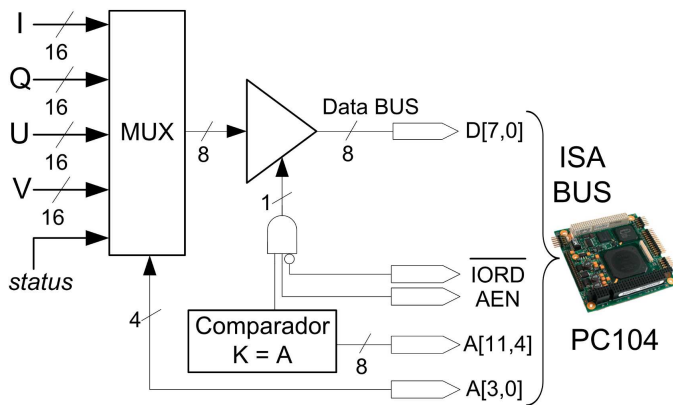 I
16
Q
16
U
16
V
16
status
MUX
8
Data BUS
8
D[7,0]
1
IORD
AEN
Comparador
K = A
8
A[11,4]
4
A[3,0]
ISA
BUS
PC104